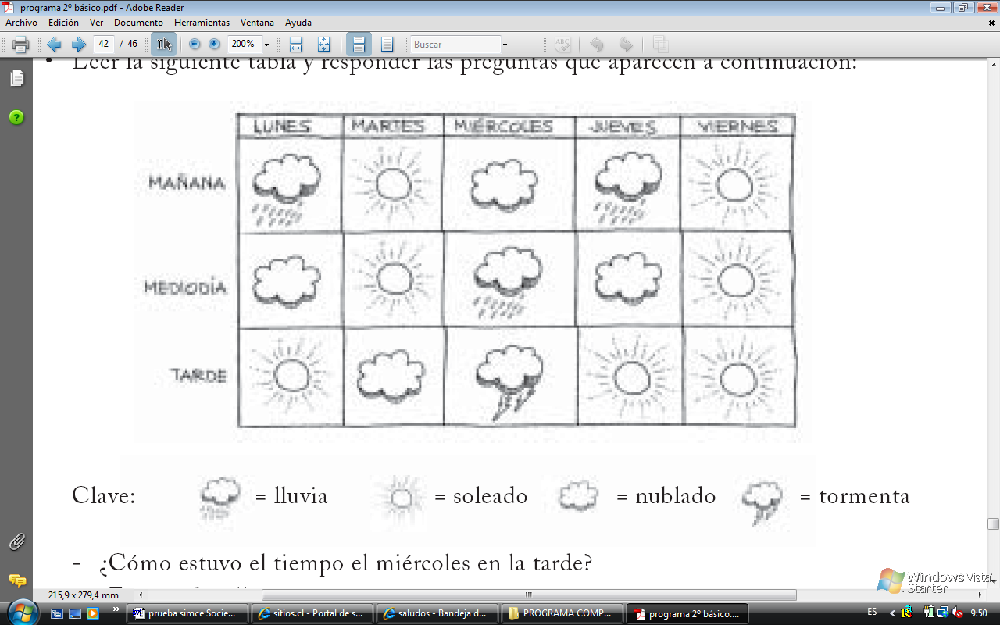 programa 2º básico.pdf - Adobe Reader
Archivo Edición Ver Documento Herramientas Ventana Ayuda
42 / 46 200% Buscar
• Leer la siguiente tabla y responder las preguntas que aparecen a continuación:
LUNES MARTES MIÉRCOLES JUEVES VIERNES
MAÑANA
MEDIODÍA
TARDE
Clave: = lluvia = soleado = nublado = tormenta
- ¿Cómo estuvo el tiempo el miércoles en la tarde?
Windows Vista
Starter
215,9 x 279,4 mm
prueba simce Socie... sitios.cl - Portal de s... saludos - Bandeja d... PROGRAMA COMP... programa 2º básico.... ES 9:50